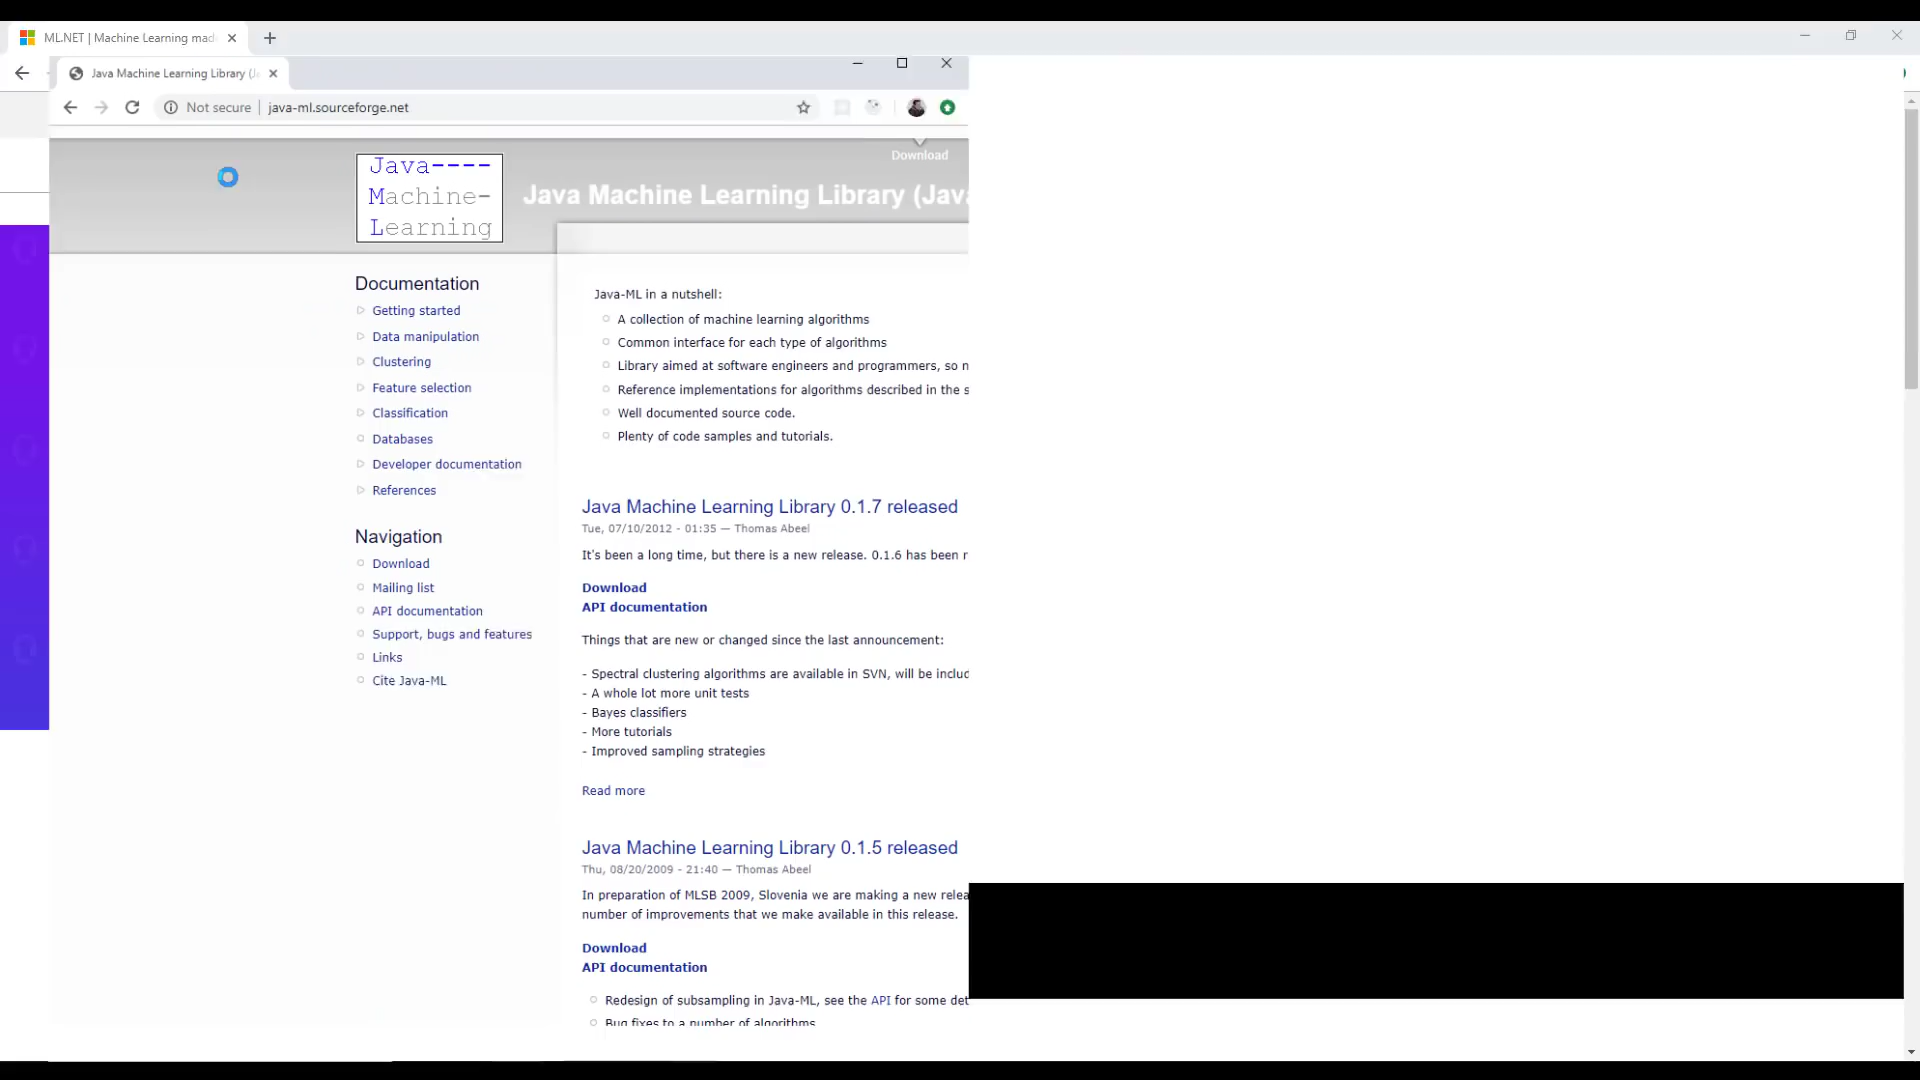 ML.NET | Machine Learning mad
Java Machine Learning Library (Ja
Not secure
java-ml.sourceforge.net
Download
Java----
Machine-
Learning
Java Machine Learning Library (Java
Documentation
Getting started
Data manipulation
Clustering
Feature selection
Classification
Databases
Developer documentation
References
Navigation
Download
Mailing list
API documentation
Support, bugs and features
Links
Cite Java-ML
Java-ML in a nutshell:
A collection of machine learning algorithms
Common interface for each type of algorithms
Library aimed at software engineers and programmers, so n
Reference implementations for algorithms described in the s
Well documented source code.
Plenty of code samples and tutorials.
Java Machine Learning Library 0.1.7 released
Tue, 07/10/2012 - 01:35 — Thomas Abeel
It's been a long time, but there is a new release. 0.1.6 has been r
Download
API documentation
Things that are new or changed since the last announcement:
- Spectral clustering algorithms are available in SVN, will be includ
- A whole lot more unit tests
- Bayes classifiers
- More tutorials
- Improved sampling strategies
Read more
Java Machine Learning Library 0.1.5 released
Thu, 08/20/2009 - 21:40 — Thomas Abeel
In preparation of MLSB 2009, Slovenia we are making a new relea
number of improvements that we make available in this release.
Download
API documentation
Redesign of subsampling in Java-ML, see the API for some det
Bug fixes to a number of algorithms